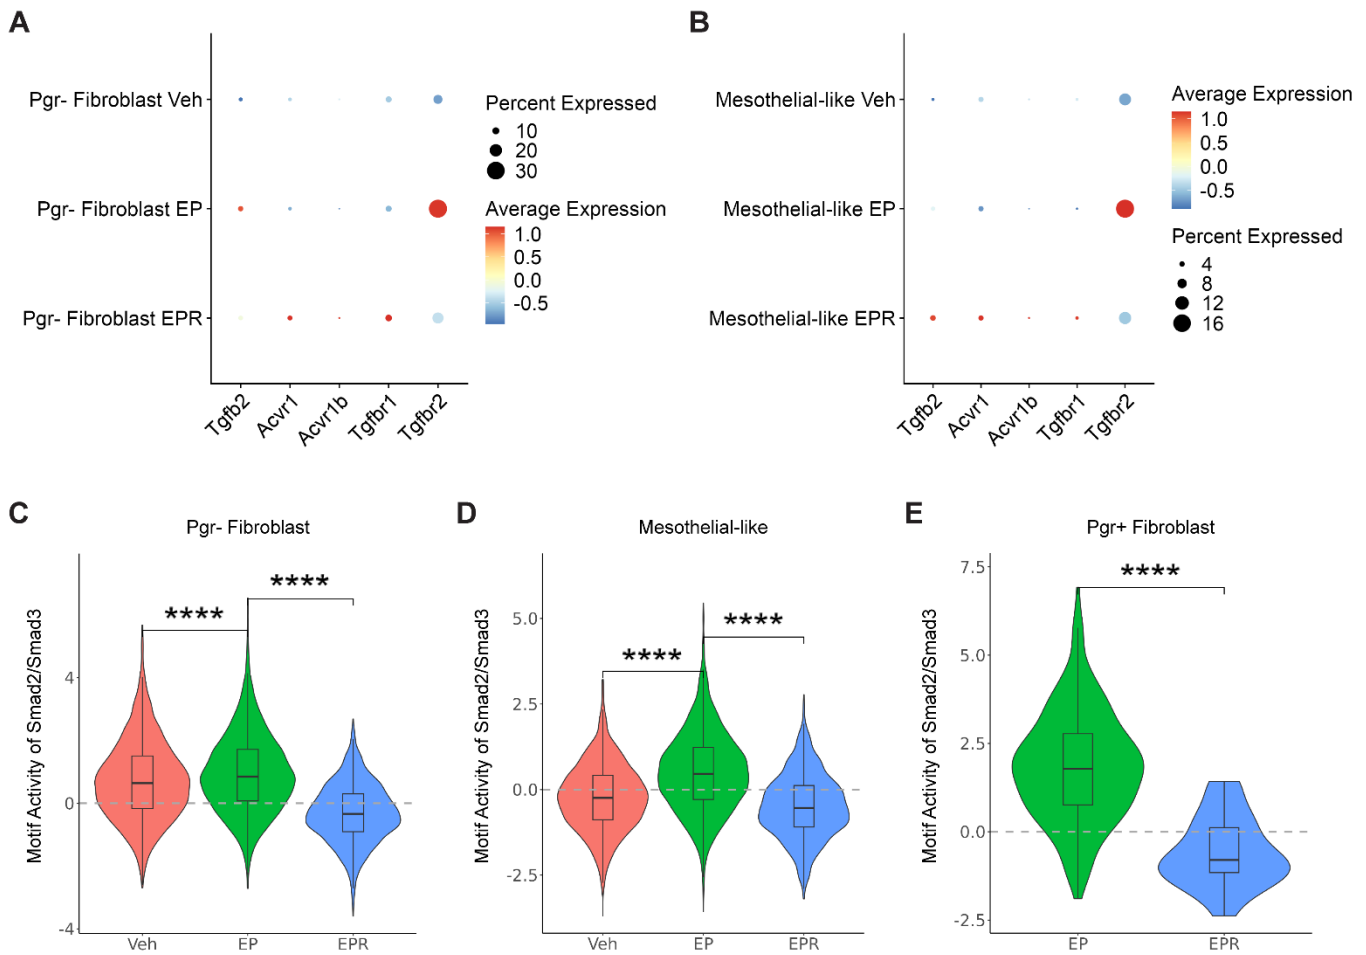 A
Pgr- Fibroblast Veh
Pgr- Fibroblast EP
Pgr- Fibroblast EPR
Tgfb2
Acvr1
Acvr1b
Tgfbr1
Tgfbr2
Percent Expressed
10
20
30
Average Expression
1.0
0.5
0.0
-0.5
B
Mesothelial-like Veh
Mesothelial-like EP
Mesothelial-like EPR
Tgfb2
Acvr1
Acvr1b
Tgfbr1
Tgfbr2
Average Expression
1.0
0.5
0.0
-0.5
Percent Expressed
4
8
12
16
C
Pgr- Fibroblast
Motif Activity of Smad2/Smad3
4
0
-4
****
****
Veh
EP
EPR
D
Mesothelial-like
Motif Activity of Smad2/Smad3
5.0
2.5
0.0
-2.5
****
****
Veh
EP
EPR
E
Pgr+ Fibroblast
Motif Activity of Smad2/Smad3
7.5
5.0
2.5
0.0
-2.5
****
EP
EPR